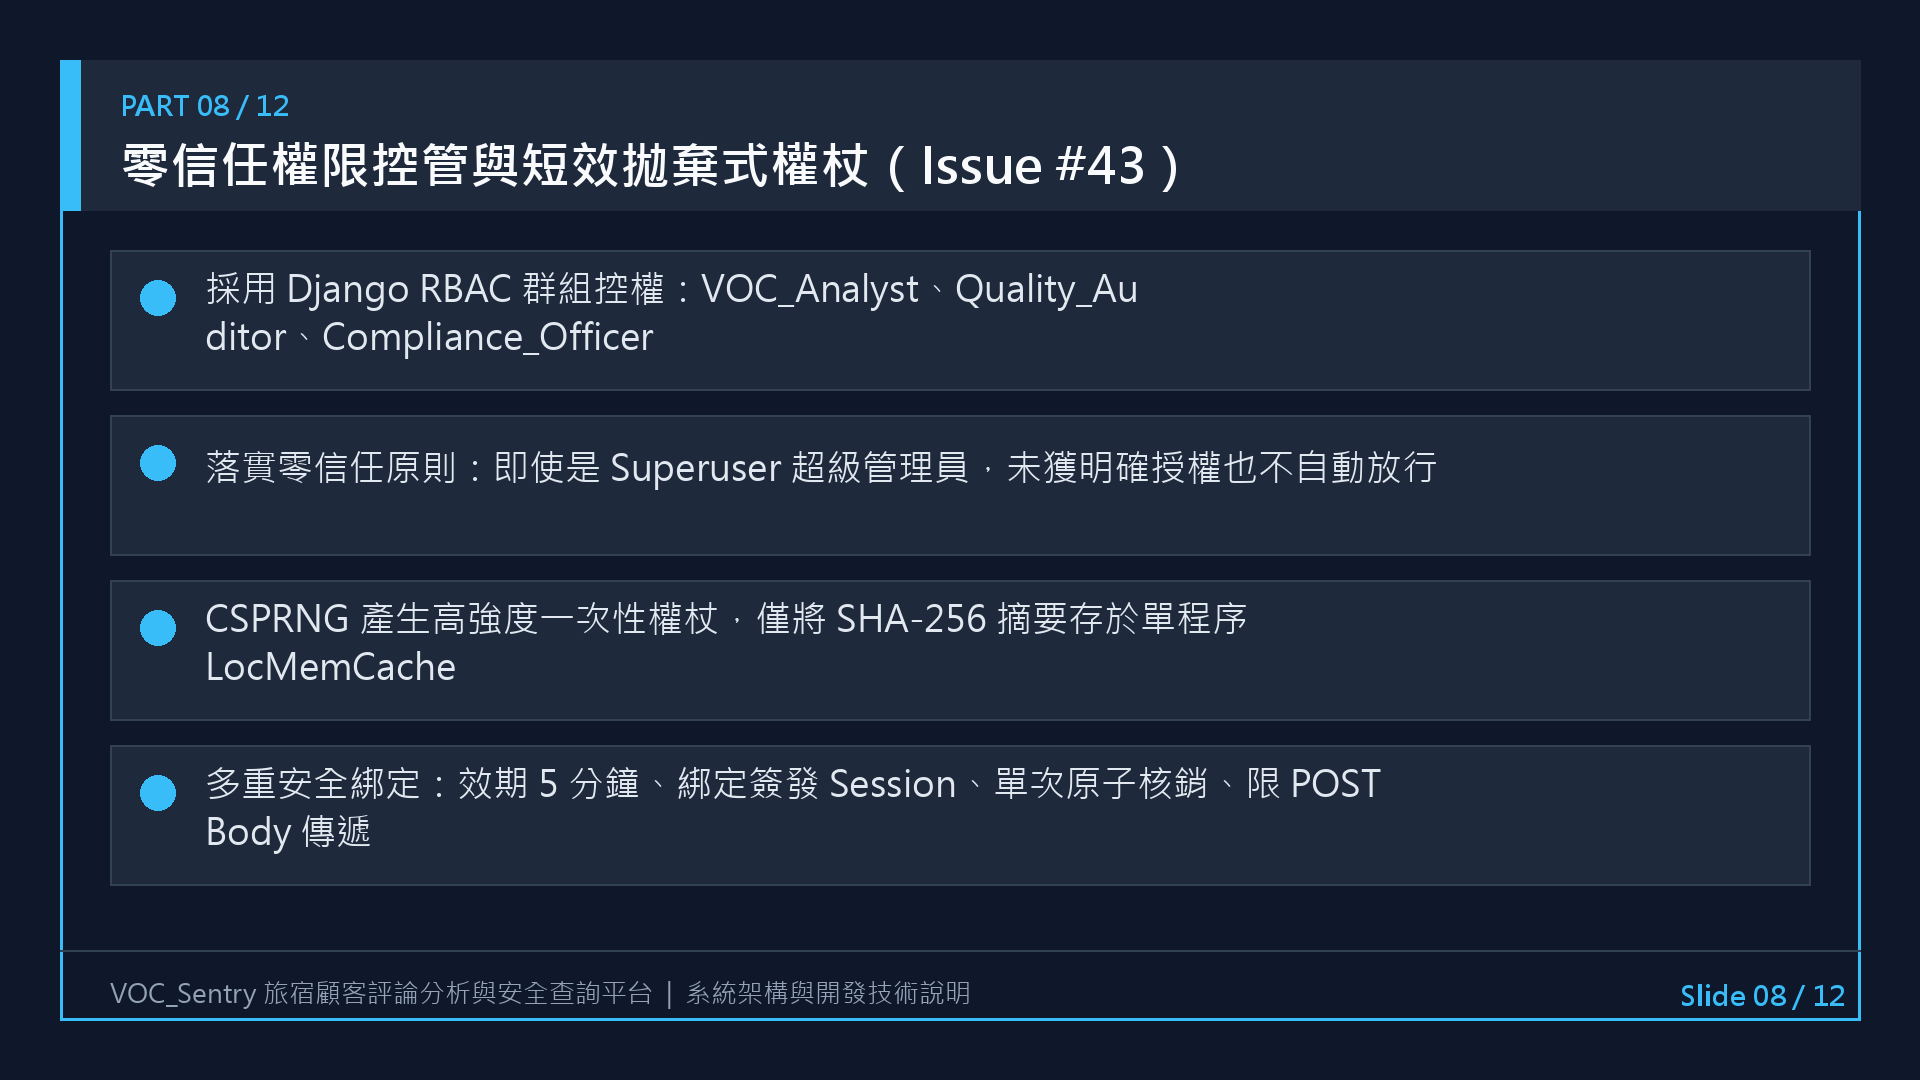 PART 08 / 12
零信任權限控管與短效拋棄式權杖（Issue #43）
採用 Django RBAC 群組控權：VOC_Analyst、Quality_Au
ditor、Compliance_Officer
落實零信任原則：即使是 Superuser 超級管理員，未獲明確授權也不自動放行
CSPRNG 產生高強度一次性權杖，僅將 SHA-256 摘要存於單程序
LocMemCache
多重安全綁定：效期 5 分鐘、綁定簽發 Session、單次原子核銷、限 POST
Body 傳遞
VOC_Sentry 旅宿顧客評論分析與安全查詢平台 | 系統架構與開發技術說明
Slide 08 / 12